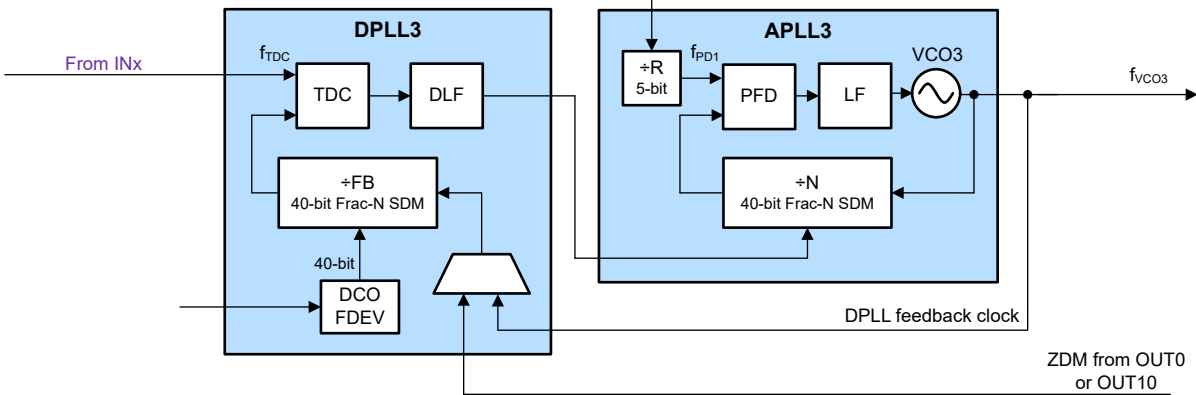 DPLL3
APLL3
From INx
fTDC
TDC
DLF
÷FB
40-bit Frac-N SDM
40-bit
DCO
FDEV
÷R
5-bit
fPD1
PFD
LF
VCO3
fVCO3
÷N
40-bit Frac-N SDM
DPLL feedback clock
ZDM from OUT0
or OUT10